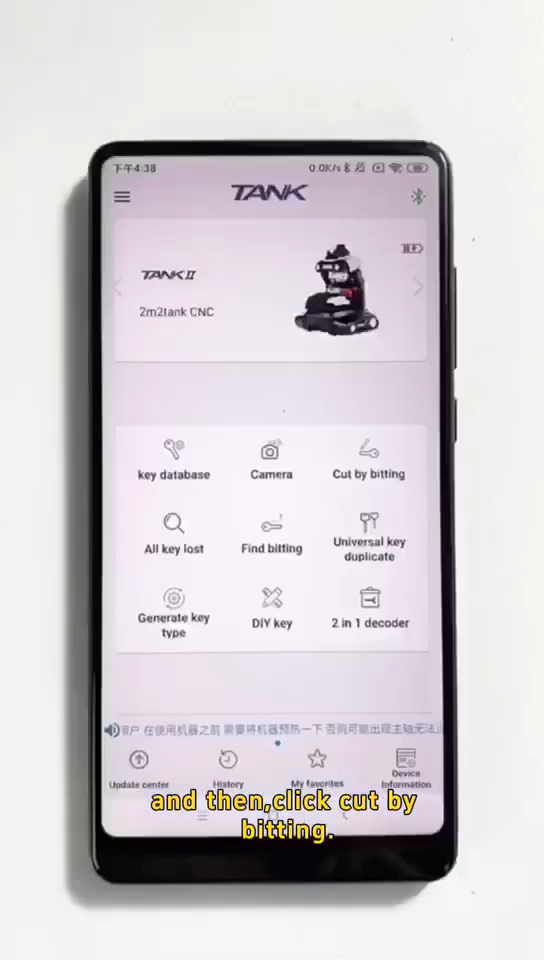 下午4:38
0.0K/s
TANK
TANK II
2m2tank CNC
key database
Camera
Cut by bitting
All key lost
Find bitting
Universal key
duplicate
Generate key
type
DIY key
2 in 1 decoder
用户 在使用机器之前 需要将机器预热一下 否则可能出现主轴无法
Update center
History
My favorites
Device
Information
and then,click cut by
bitting.